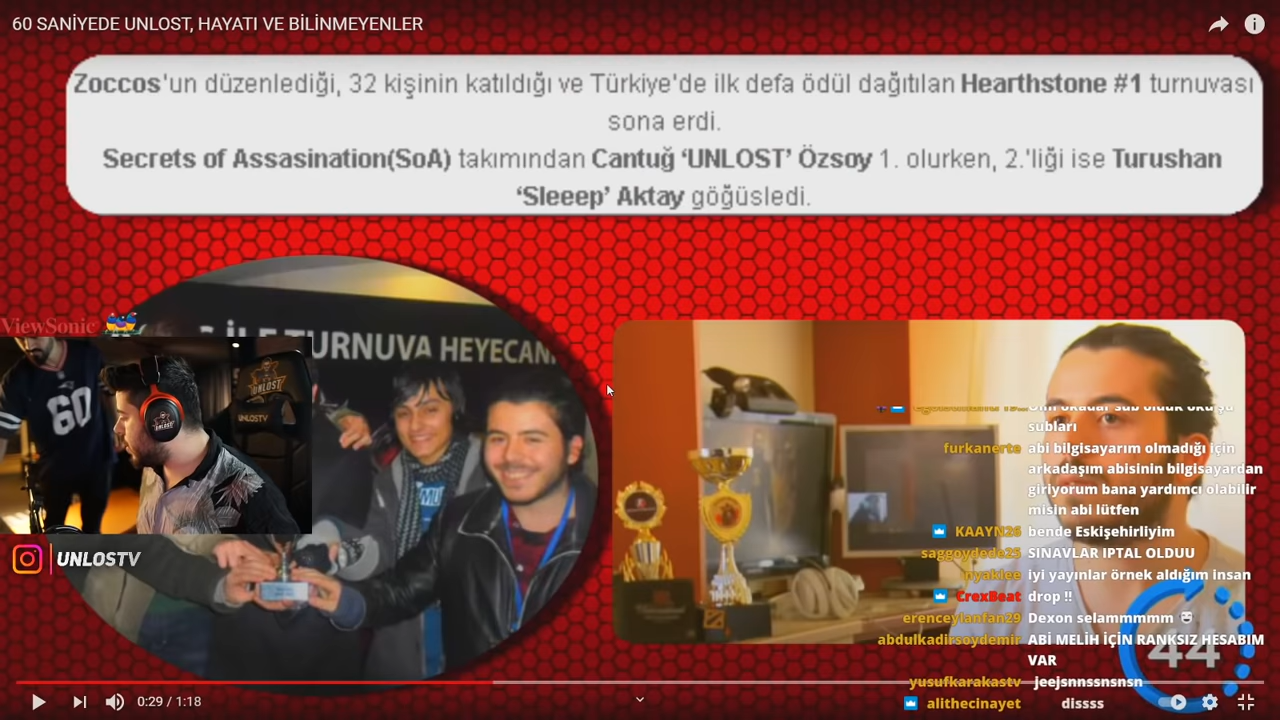 60 SANİYEDE UNLOST, HAYATI VE BİLİNMEYENLER
Zoccos'un düzenlediği, 32 kişinin katıldığı ve Türkiye'de ilk defa ödül dağıtılan Hearthstone #1 turnuvası
sona erdi.
Secrets of Assasination(SoA) takımından Cantuğ ‘UNLOST’ Özsoy 1. olurken, 2.'liği ise Turushan
‘Sleeep’ Aktay göğüsledi.
ViewSonic
İLE TURNUVA HEYECANI
60
UNLOST
UNLOSTV
UNLOSTV
subları
furkanerte abi bilgisayarım olmadığı için
arkadaşım abisinin bilgisayardan
giriyorum bana yardımcı olabilir
misin abi lütfen
KAAYN26 bende Eskişehirliyim
saggoydede25 SINAVLAR IPTAL OLDUU
iyi yayınlar örnek aldığım insan
CrexBeat drop !!
erenceylanfan29 Dexon selammmmm
abdulkadirsoydemir ABİ MELİH İÇİN RANKSIZ HESABIM
VAR
44
yusufkarakastv jeejsnnssnsnsn
alithecinayet dissss
0:29 / 1:18